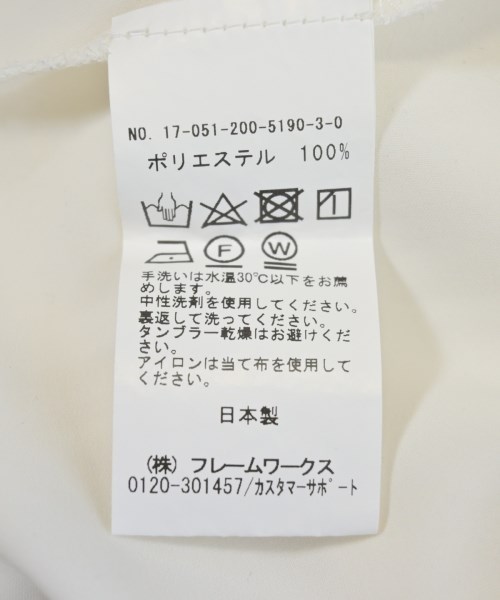 NO. 17-051-200-5190-3-0
ポリエステル 100%
F W
手洗いは水温30℃以下をお薦
めします。
中性洗剤を使用してください。
裏返して洗ってください。
タンブラー乾燥はお避けくだ
さい。
アイロンは当て布を使用して
ください。
日本製
(株) フレームワークス
0120-301457/カスタマーサポート